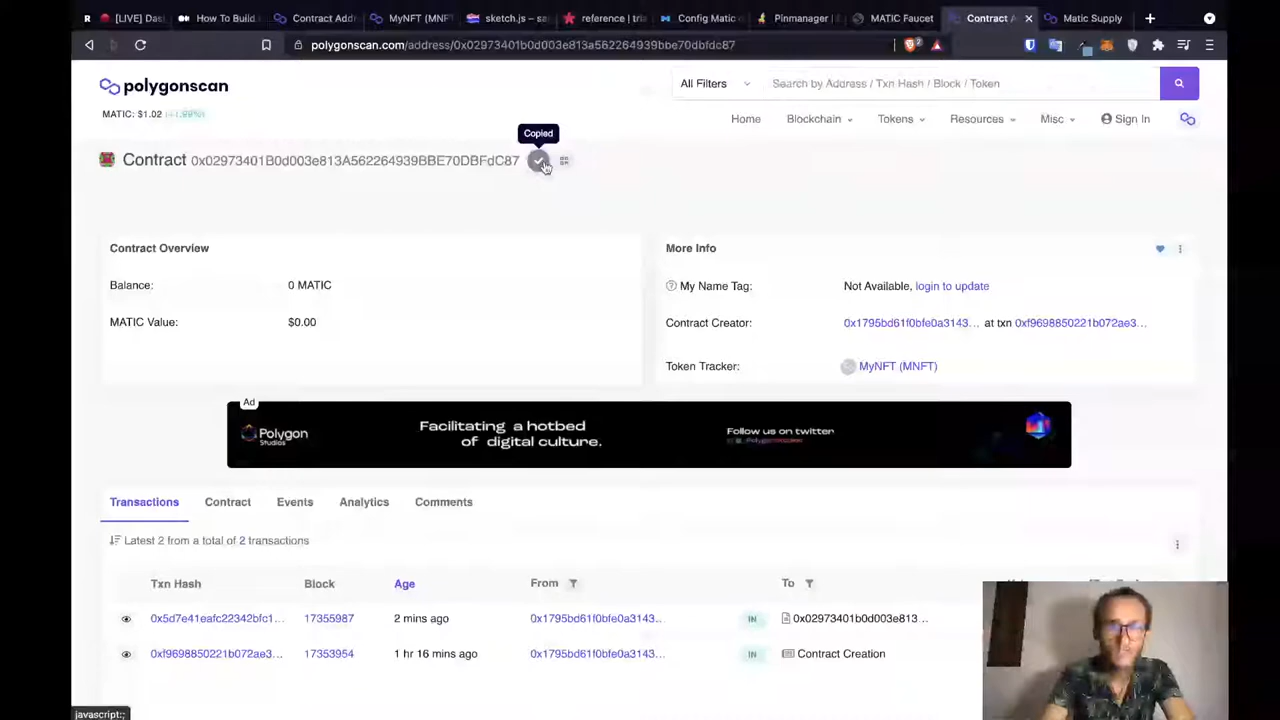 [LIVE] Das
How To Build
Contract Addr
MyNFT (MNF
sketch.js – sa
reference | tria
Config Matic
Pinmanager
MATIC Faucet
Contract A
Matic Supply
polygonscan.com/address/0x02973401b0d003e813a562264939bbe70dbfdc87
polygonscan
All Filters
Search by Address / Txn Hash / Block / Token
MATIC: $1.02 (+1.99%)
Home
Blockchain
Tokens
Resources
Misc
Sign In
Copied
Contract 0x02973401B0d003e813A562264939BBE70DBFdC87
Contract Overview
Balance:
0 MATIC
MATIC Value:
$0.00
More Info
My Name Tag:
Not Available, login to update
Contract Creator:
0x1795bd61f0bfe0a3143... at txn 0xf9698850221b072ae3...
Token Tracker:
MyNFT (MNFT)
Ad
Polygon
Studios
Facilitating a hotbed
of digital culture.
Follow us on twitter
Transactions
Contract
Events
Analytics
Comments
Latest 2 from a total of 2 transactions
Txn Hash
Block
Age
From
To
0x5d7e41eafc22342bfc1...
17355987
2 mins ago
0x1795bd61f0bfe0a3143...
IN
0x02973401b0d003e813...
0xf9698850221b072ae3...
17353954
1 hr 16 mins ago
0x1795bd61f0bfe0a3143...
IN
Contract Creation
javascript:;